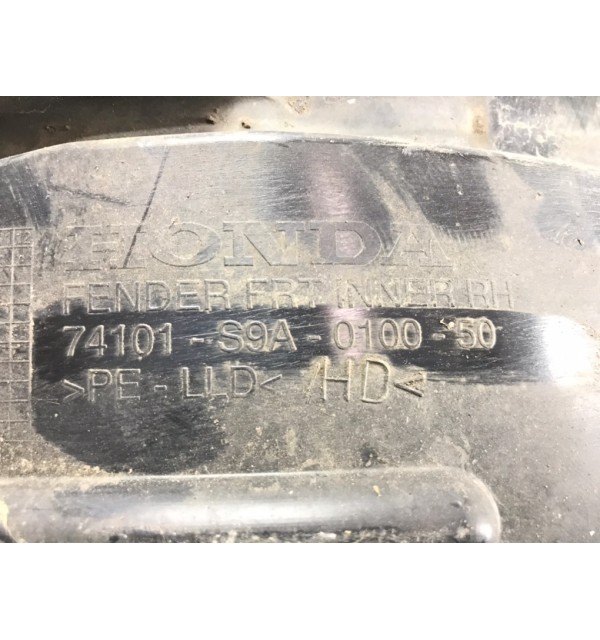 HONDA
FENDER FRT INNER RH
74101-S9A-0100-50
>PE-LLD< /HD<